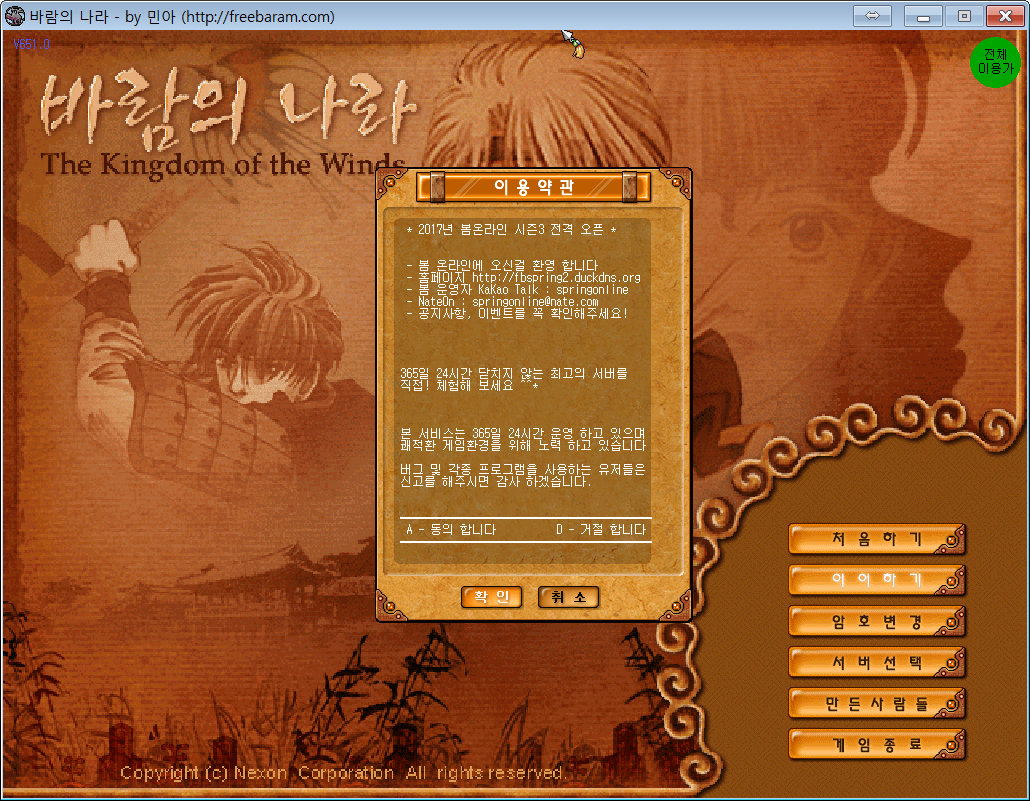 바람의 나라 - by 민아 (http://freebaram.com)
V651.0
전체
이용가
바람의 나라
The Kingdom of the Winds
이용약관
* 2017년 봄온라인 시즌3 전격 오픈 *
- 봄 온라인에 오신걸 환영 합니다
- 홈페이지 http://fbspring2.duckdns.org
- 봄 운영자 KaKao Talk : springonline
- NateOn : springonline@nate.com
- 공지사항, 이벤트를 꼭 확인해주세요!
365일 24시간 닫치지 않는 최고의 서버를
직접! 체험해 보세요 ^^*
본 서비스는 365일 24시간 운영 하고 있으며
쾌적환 게임환경을 위해 노력 하고 있습니다
버그 및 각종 프로그램을 사용하는 유저들은
신고를 해주시면 감사 하겠습니다.
A - 동의 합니다 D - 거절 합니다
확인 취소
처음하기
이어하기
암호변경
서버선택
만든사람들
게임종료
Copyright (c) Nexon Corporation All rights reserved.